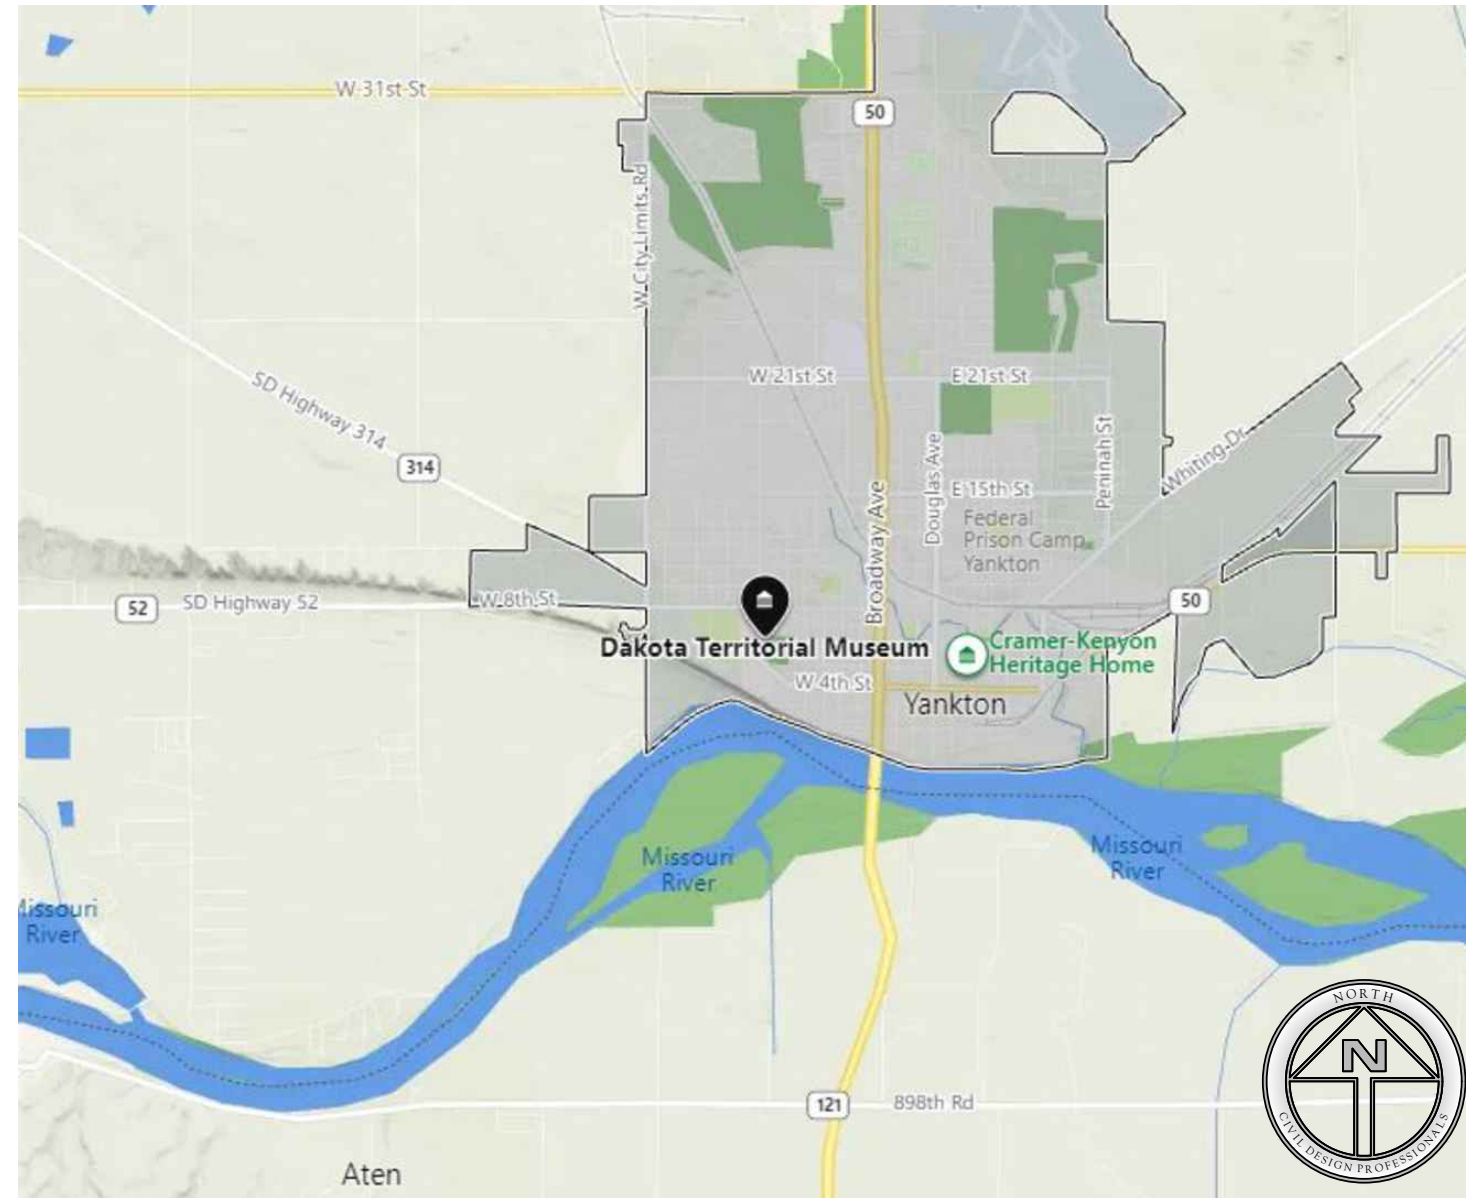 W 31st St
50
W City Limits Rd
SD Highway 314
314
W 21st St
E 21st St
Whiting Dr
Peninah St
Douglas Ave
Broadway Ave
E 15th St
Federal
Prison Camp
Yankton
52
SD Highway 52
W 8th St
50
Dakota Territorial Museum
Cramer-Kenyon
Heritage Home
W 4th St
Yankton
Missouri
River
Missouri
River
River
NORTH
N
CIVIL DESIGN PROFESSIONALS
121
898th Rd
Aten